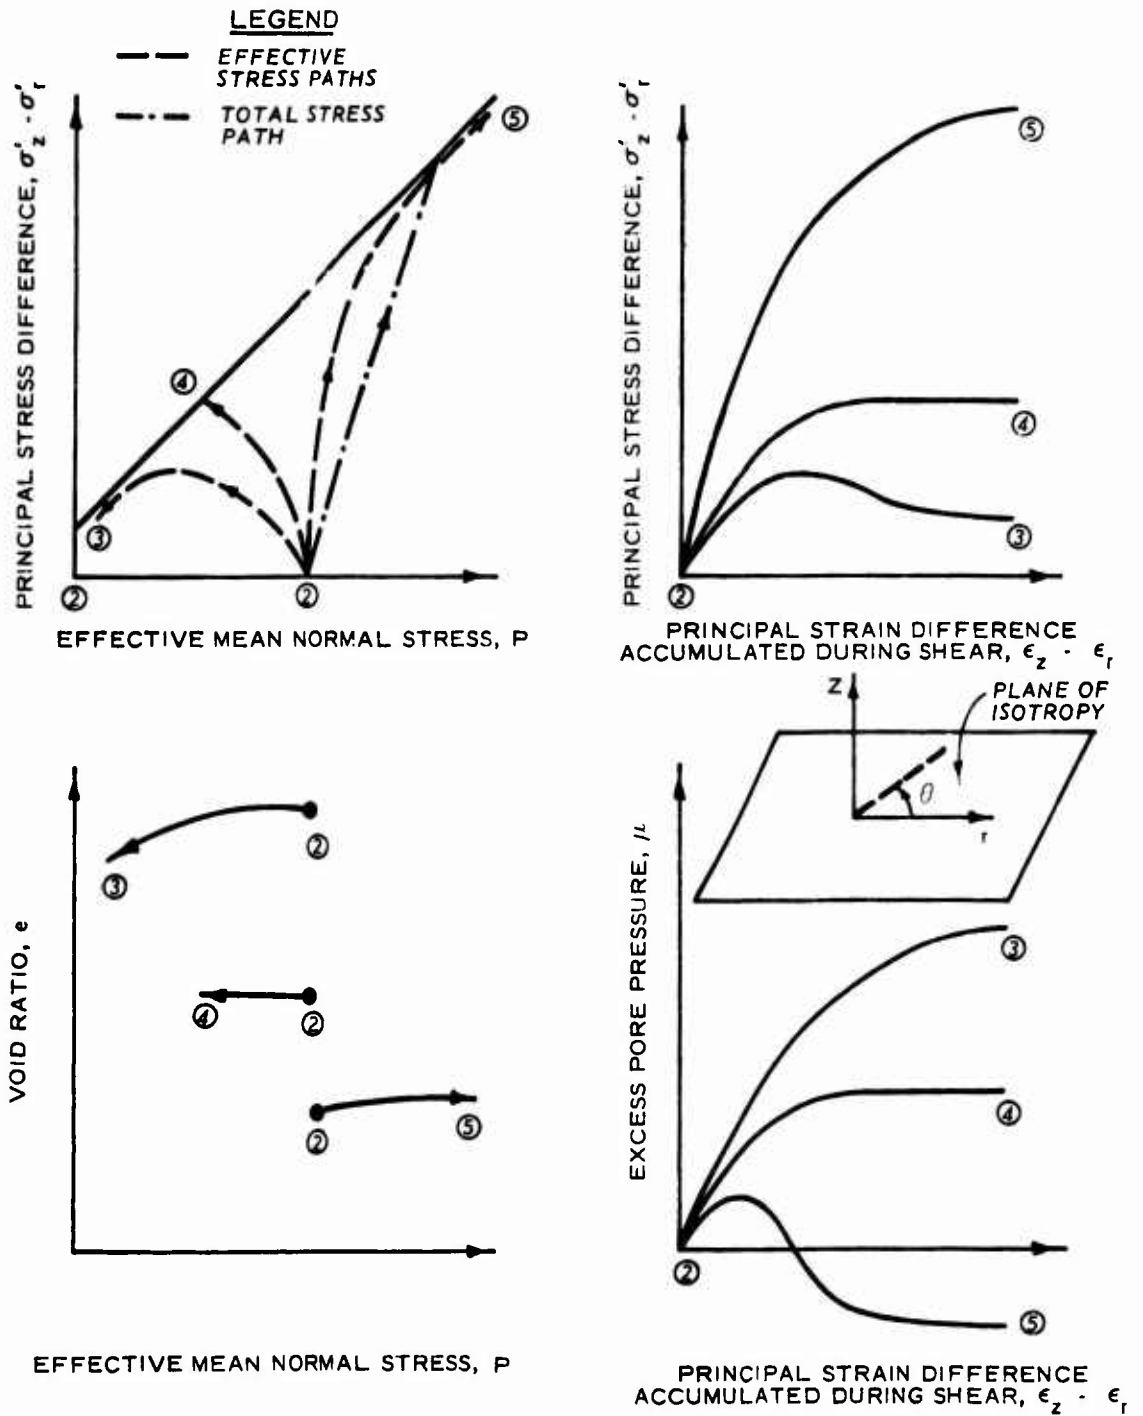 LEGEND
EFFECTIVE
STRESS PATHS
TOTAL STRESS
PATH
PRINCIPAL STRESS DIFFERENCE, σ'z - σ'r
⑤
④
③
②
②
EFFECTIVE MEAN NORMAL STRESS, P
PRINCIPAL STRESS DIFFERENCE, σ'z - σ'r
⑤
④
③
②
PRINCIPAL STRAIN DIFFERENCE
ACCUMULATED DURING SHEAR, ϵz - ϵr
VOID RATIO, e
②
③
④
②
②
⑤
EFFECTIVE MEAN NORMAL STRESS, P
Z
PLANE OF
ISOTROPY
θ
r
EXCESS PORE PRESSURE, μ
③
④
②
⑤
PRINCIPAL STRAIN DIFFERENCE
ACCUMULATED DURING SHEAR, ϵz - ϵr